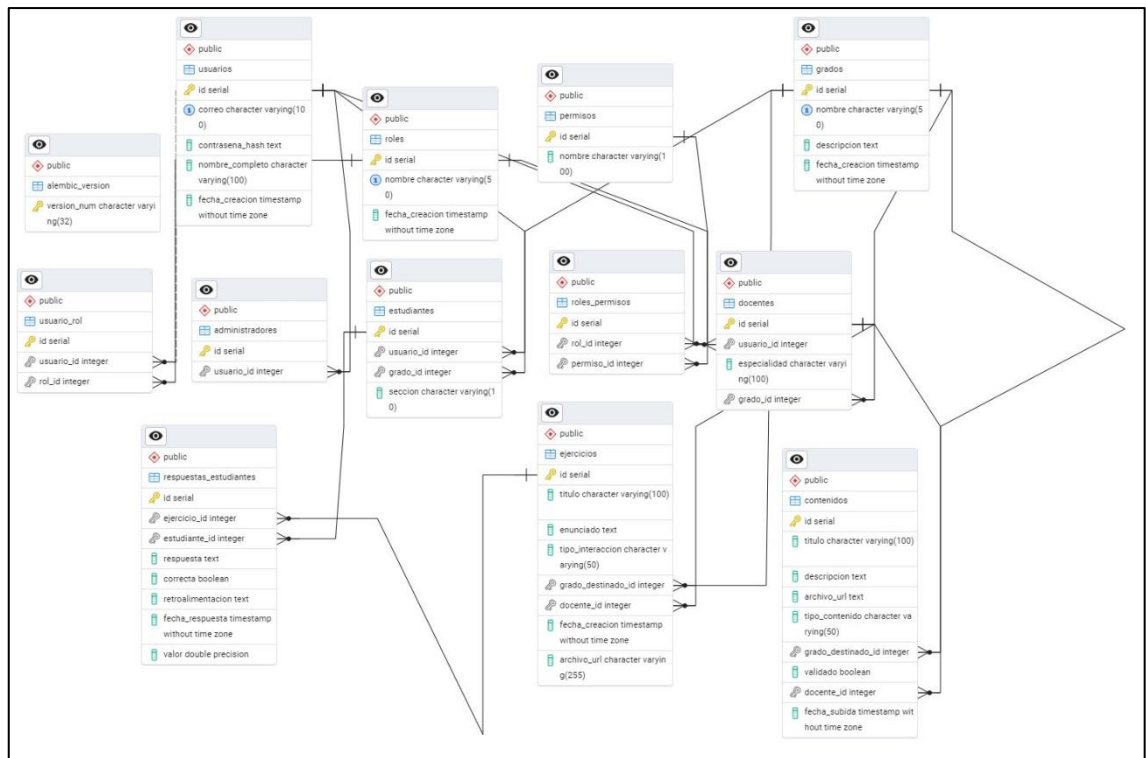 public
usuarios
id serial
correo character varying(10
0)
contrasena_hash text
nombre_completo character
varying(100)
fecha_creacion timestamp
without time zone
public
roles
id serial
nombre character varying(5
0)
fecha_creacion timestamp
without time zone
public
permisos
id serial
nombre character varying(1
00)
public
grados
id serial
nombre character varying(5
0)
descripcion text
fecha_creacion timestamp
without time zone
public
alembic_version
version_num character varyi
ng(32)
public
usuario_rol
id serial
usuario_id integer
rol_id integer
public
administradores
id serial
usuario_id integer
public
estudiantes
id serial
usuario_id integer
grado_id integer
seccion character varying(1
0)
public
roles_permisos
id serial
rol_id integer
permiso_id integer
public
docentes
id serial
usuario_id integer
especialidad character vary
ing(100)
grado_id integer
public
respuestas_estudiantes
id serial
ejercicio_id integer
estudiante_id integer
respuesta text
correcta boolean
retroalimentacion text
fecha_respuesta timestamp
without time zone
valor double precision
public
ejercicios
id serial
titulo character varying(100)
enunciado text
tipo_interaccion character v
arying(50)
grado_destinado_id integer
docente_id integer
fecha_creacion timestamp
without time zone
archivo_url character varyin
g(255)
public
contenidos
id serial
titulo character varying(100)
descripcion text
archivo_url text
tipo_contenido character va
rying(50)
grado_destinado_id integer
validado boolean
docente_id integer
fecha_subida timestamp wit
hout time zone